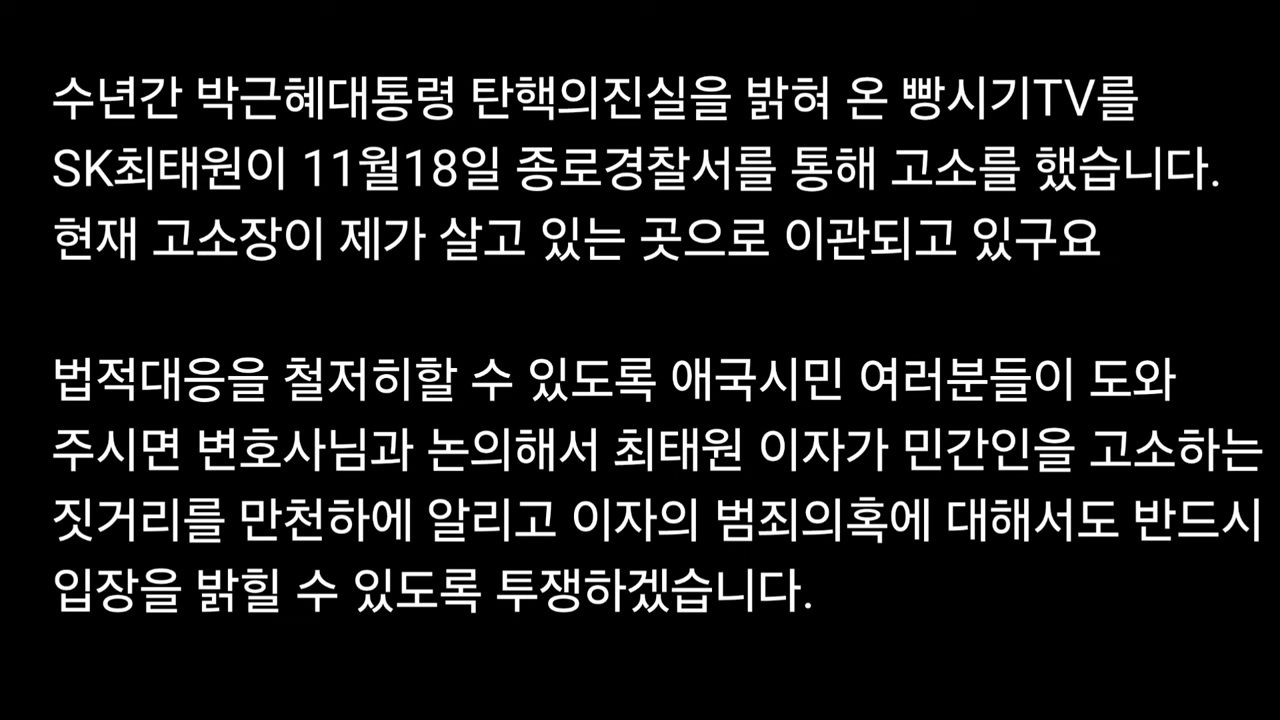 수년간 박근혜대통령 탄핵의진실을 밝혀 온 빵시기TV를
SK최태원이 11월18일 종로경찰서를 통해 고소를 했습니다.
현재 고소장이 제가 살고 있는 곳으로 이관되고 있구요
법적대응을 철저히할 수 있도록 애국시민 여러분들이 도와
주시면 변호사님과 논의해서 최태원 이자가 민간인을 고소하는
짓거리를 만천하에 알리고 이자의 범죄의혹에 대해서도 반드시
입장을 밝힐 수 있도록 투쟁하겠습니다.